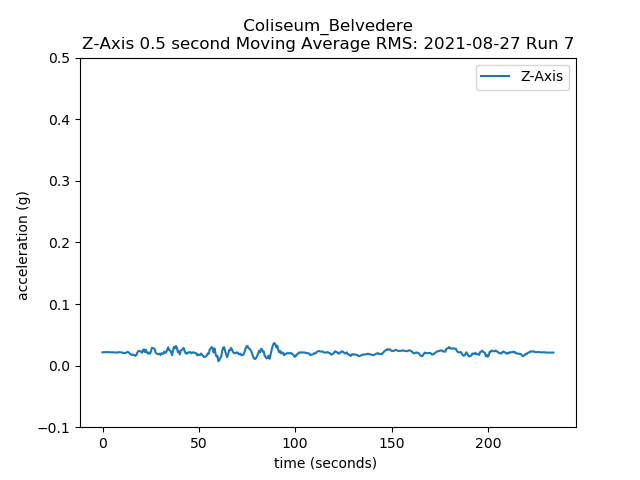 Coliseum_Belvedere
Z-Axis 0.5 second Moving Average RMS: 2021-08-27 Run 7
Z-Axis
0.5
0.4
0.3
0.2
0.1
0.0
−0.1
acceleration (g)
0 50 100 150 200
time (seconds)